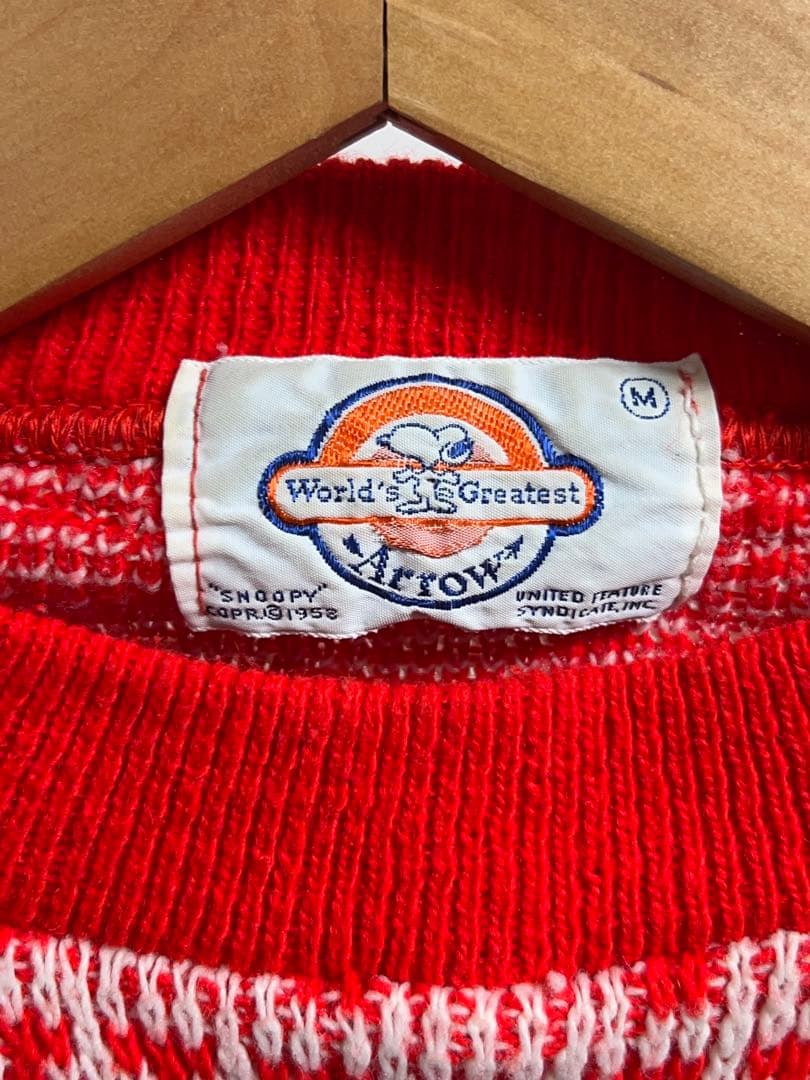 M
World's Greatest
Arrow
"SNOOPY"
COPR.©1958
UNITED FEATURE
SYNDICATE, INC.